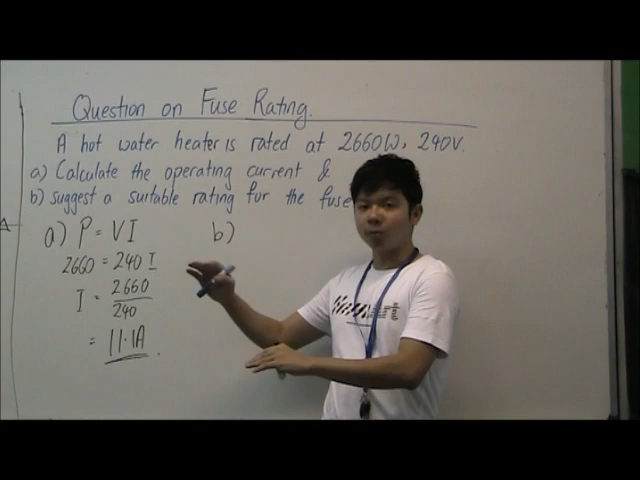 Question on Fuse Rating.
A hot water heater is rated at 2660W, 240V.
a) Calculate the operating current &
b) suggest a suitable rating for the fuse
a) P = VI
2660 = 240 I
I = 2660
240
= 11.1A
b)